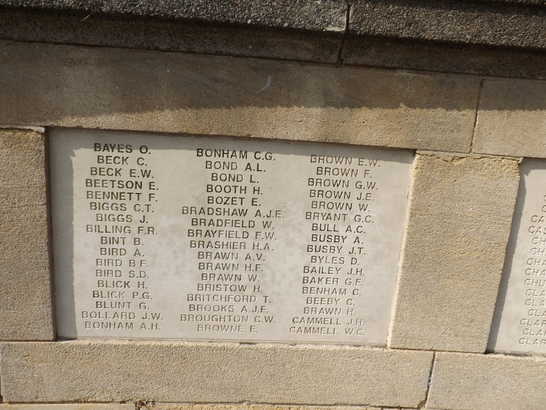 BAYES O.
BECK C.
BECK E.W.
BEETSON E.
BENNETT F.
BIGGS C.T.
BIGGS J.
BILLING F.R.
BINT B.
BIRD A.
BIRD B.F.
BIRD S.D.
BLICK H.
BLICK P.G.
BLUNT G.
BOLLARD J.W.
BONHAM A.H.
BONHAM C.G.
BOND A.L.
BOND L.
BOOTH H.
BOZET E.
BRADSHAW A.J.E.
BRADFIELD W.
BRAYFIELD F.W.
BRASHIER H.A.
BRAWN A.V.
BRAWN H.F.
BRAWN W.
BRISTOW H.
BRITCHFORD T.
BROOKS A.J.F.
BROUGHTON C.W.
BROWNE E.
BROWN E.W.
BROWN F.
BROWN G.W.
BROWN J.E.
BROWN W.
BRYANT G.C.
BULL A.C.
BUSBY A.
BUSBY J.T.
BYLES D.
BAILEY J.H.
BAKER G.F.
BENHAM C.
BEEBY C.
BRAWN H.
CAMMELL J.H.
CAMMELL W.C.